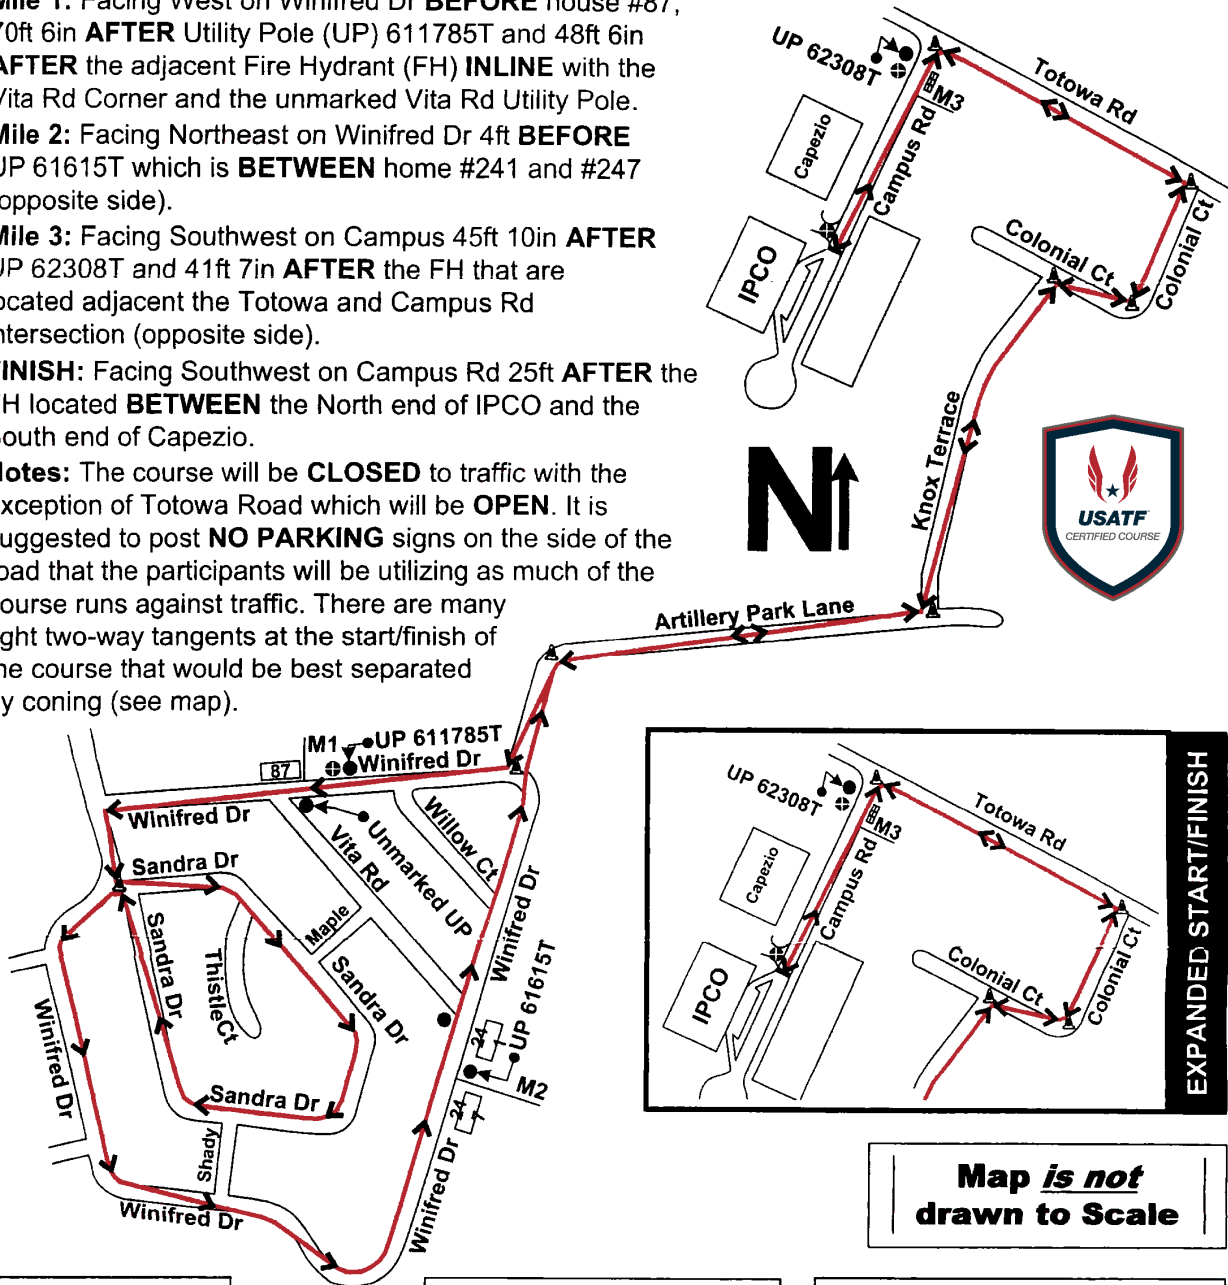 Mile 1: Facing West on Winifred Dr BEFORE house #87,
70ft 6in AFTER Utility Pole (UP) 611785T and 48ft 6in
AFTER the adjacent Fire Hydrant (FH) INLINE with the
Vita Rd Corner and the unmarked Vita Rd Utility Pole.
Mile 2: Facing Northeast on Winifred Dr 4ft BEFORE
UP 61615T which is BETWEEN home #241 and #247
(opposite side).
Mile 3: Facing Southwest on Campus 45ft 10in AFTER
UP 62308T and 41ft 7in AFTER the FH that are
located adjacent the Totowa and Campus Rd
intersection (opposite side).
FINISH: Facing Southwest on Campus Rd 25ft AFTER the
FH located BETWEEN the North end of IPCO and the
South end of Capezio.
Notes: The course will be CLOSED to traffic with the
exception of Totowa Road which will be OPEN. It is
suggested to post NO PARKING signs on the side of the
road that the participants will be utilizing as much of the
course runs against traffic. There are many
tight two-way tangents at the start/finish of
the course that would be best separated
by coning (see map).
UP 62308T
Totowa Rd
M3
Capezio
Campus Rd
Colonial Ct
Colonial Ct
IPCO
Knox Terrace
N
USATF
CERTIFIED COURSE
Artillery Park Lane
M1
UP 611785T
87
Winifred Dr
Winifred Dr
Willow Ct
Unmarked UP
Vita Rd
Sandra Dr
Maple
Winifred Dr
Sandra Dr
Thistle Ct
Sandra Dr
UP 61615T
24
1
M2
24
7
Winifred Dr
Sandra Dr
Shady
Winifred Dr
Winifred Dr
UP 62308T
Totowa Rd
M3
Capezio
Campus Rd
Colonial Ct
Colonial Ct
IPCO
EXPANDED START/FINISH
Map is not
drawn to Scale